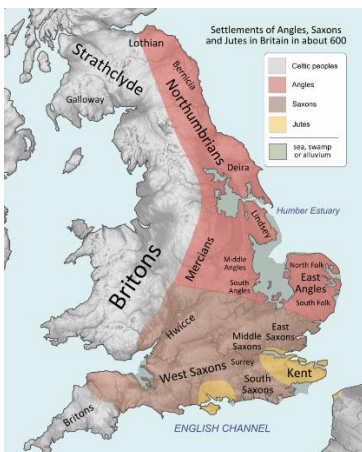 Settlements of Angles, Saxons
and Jutes in Britain in about 600
Celtic peoples
Angles
Saxons
Jutes
sea, swamp
or alluvium
Lothian
Strathclyde
Bernicia
Galloway
Northumbrians
Deira
Humber Estuary
Lindsey
Mercians
Britons
Middle
Angles
North Folk
East
Angles
South
Angles
South Folk
Hwicce
East
Saxons
Middle
Saxons
West Saxons
Surrey
Kent
South
Saxons
Britons
ENGLISH CHANNEL